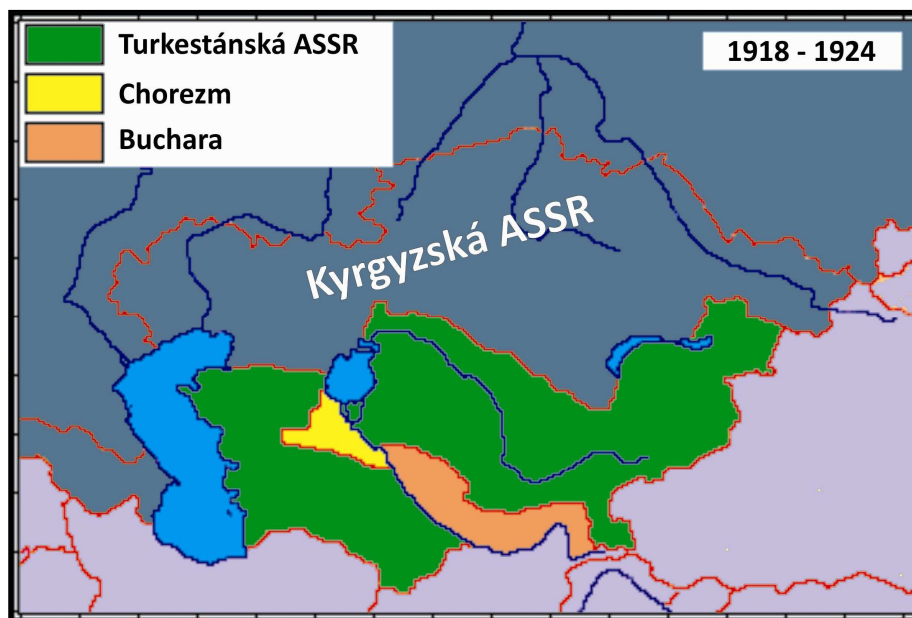 Turkestánská ASSR
Chorezm
Buchara
1918 - 1924
Kyrgyzská ASSR